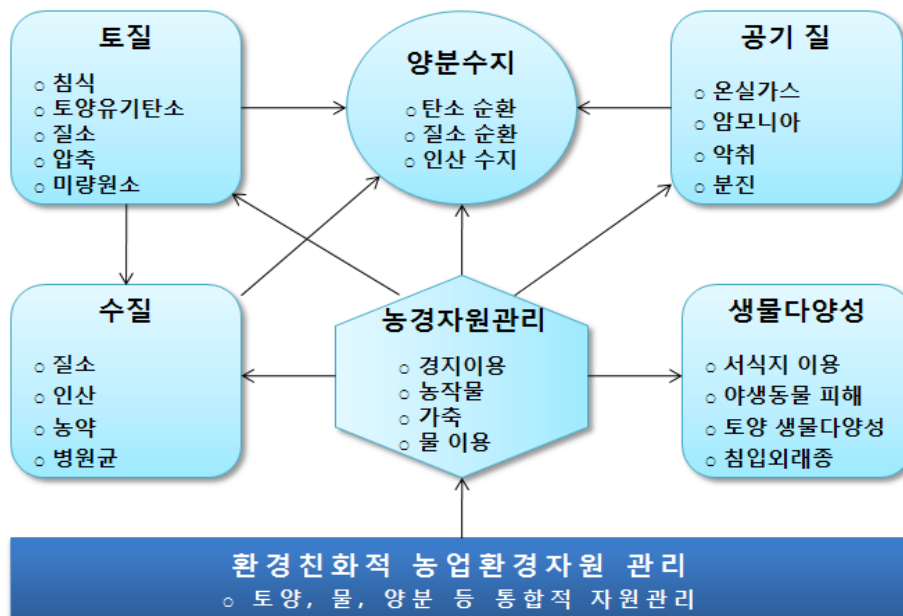 토질
○ 침식
○ 토양유기탄소
○ 질소
○ 압축
○ 미량원소
양분수지
○ 탄소 순환
○ 질소 순환
○ 인산 수지
공기 질
○ 온실가스
○ 암모니아
○ 악취
○ 분진
수질
○ 질소
○ 인산
○ 농약
○ 병원균
농경자원관리
○ 경지이용
○ 농작물
○ 가축
○ 물 이용
생물다양성
○ 서식지 이용
○ 야생동물 피해
○ 토양 생물다양성
○ 침입외래종
환경친화적 농업환경자원 관리
○ 토양, 물, 양분 등 통합적 자원관리